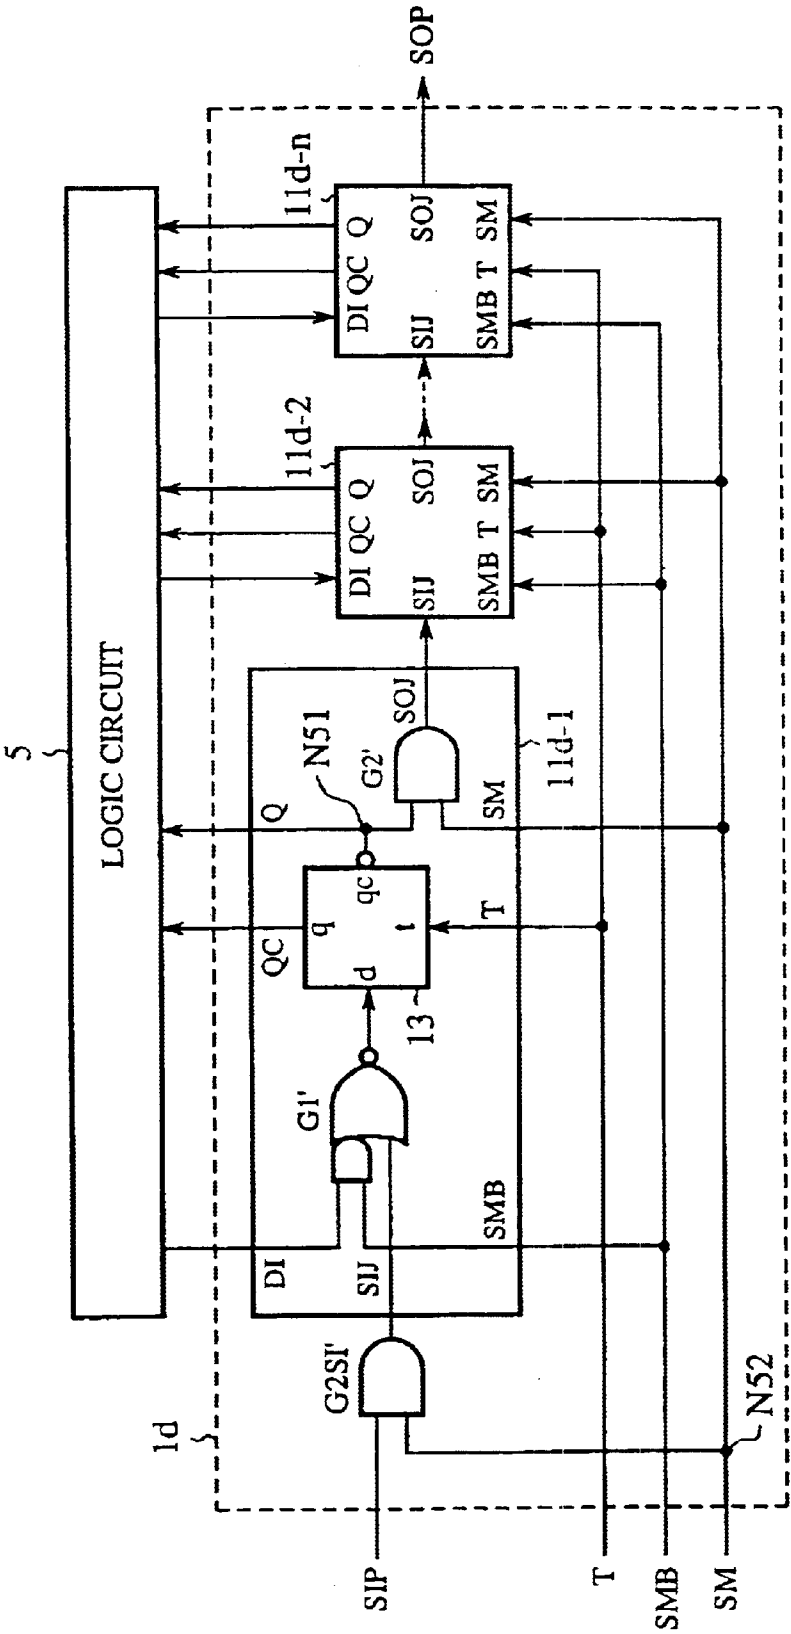 5
LOGIC CIRCUIT
1d
11d-n
DI QC Q
SIJ SOJ
SMB T SM
SOP
11d-2
DI QC Q
SIJ SOJ
SMB T SM
DI
QC
Q
N51
G1'
q
qc
d
t
13
G2'
SOJ
SIJ
SMB
T
SM
11d-1
G2SI'
N52
SIP
T
SMB
SM